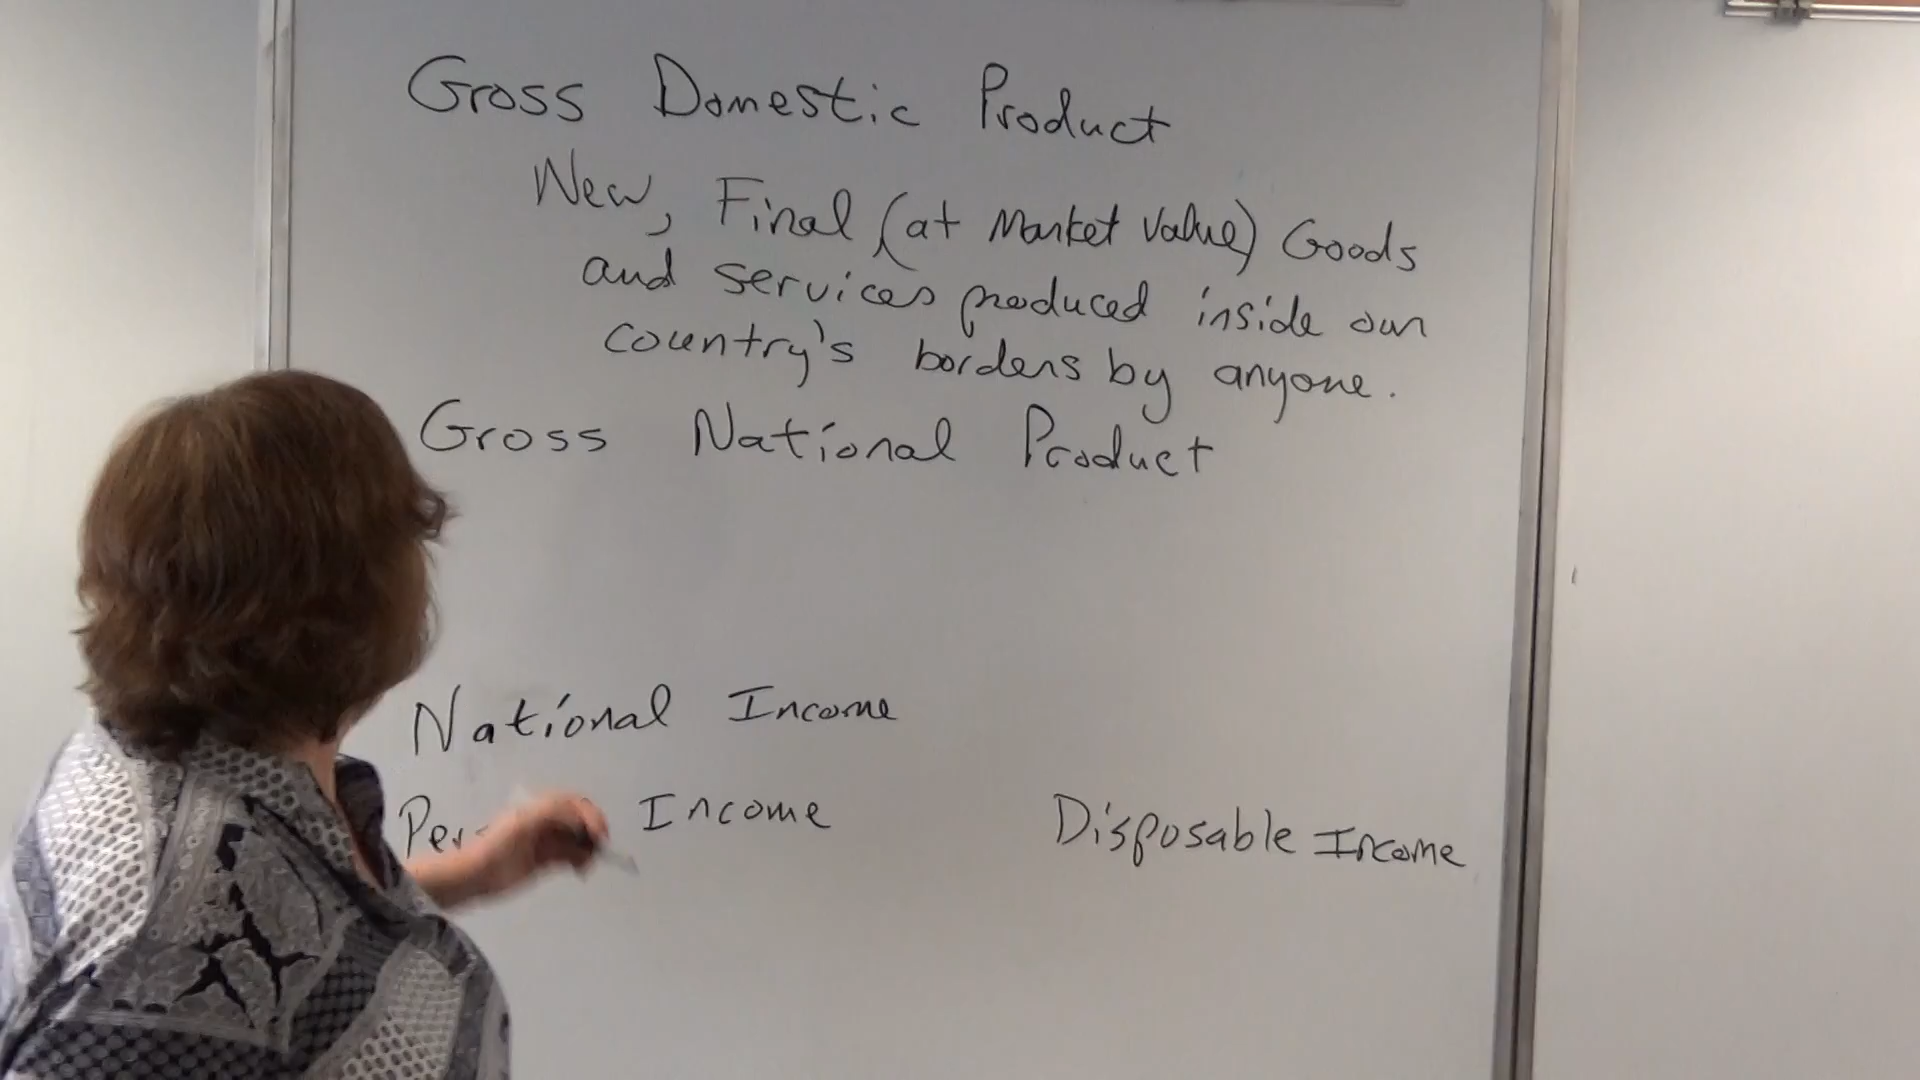 Gross Domestic Product
New, Final (at Market Value) Goods
and services produced inside our
country's borders by anyone.
Gross National Product
National Income
Income Disposable Income